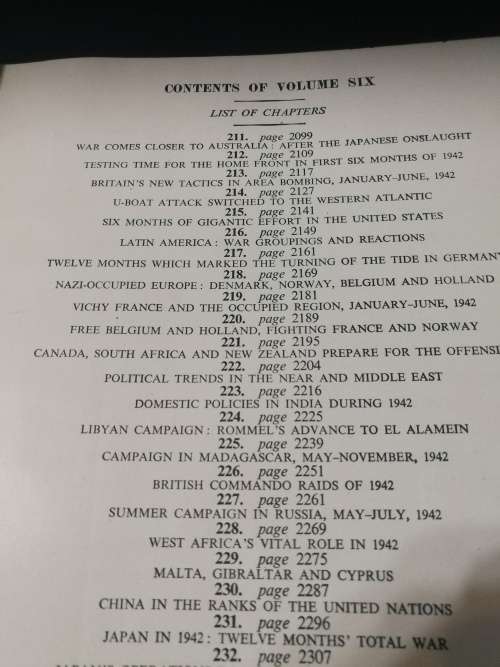 CONTENTS OF VOLUME SIX
LIST OF CHAPTERS
211. page 2099
WAR COMES CLOSER TO AUSTRALIA: AFTER THE JAPANESE ONSLAUGHT
212. page 2109
TESTING TIME FOR THE HOME FRONT IN FIRST SIX MONTHS OF 1942
213. page 2117
BRITAIN'S NEW TACTICS IN AREA BOMBING, JANUARY-JUNE, 1942
214. page 2127
U-BOAT ATTACK SWITCHED TO THE WESTERN ATLANTIC
215. page 2141
SIX MONTHS OF GIGANTIC EFFORT IN THE UNITED STATES
216. page 2149
LATIN AMERICA: WAR GROUPINGS AND REACTIONS
217. page 2161
TWELVE MONTHS WHICH MARKED THE TURNING OF THE TIDE IN GERMAN
218. page 2169
NAZI-OCCUPIED EUROPE: DENMARK, NORWAY, BELGIUM AND HOLLAND
219. page 2181
VICHY FRANCE AND THE OCCUPIED REGION, JANUARY-JUNE, 1942
220. page 2189
FREE BELGIUM AND HOLLAND, FIGHTING FRANCE AND NORWAY
221. page 2195
CANADA, SOUTH AFRICA AND NEW ZEALAND PREPARE FOR THE OFFENSI
222. page 2204
POLITICAL TRENDS IN THE NEAR AND MIDDLE EAST
223. page 2216
DOMESTIC POLICIES IN INDIA DURING 1942
224. page 2225
LIBYAN CAMPAIGN: ROMMEL'S ADVANCE TO EL ALAMEIN
225. page 2239
CAMPAIGN IN MADAGASCAR, MAY-NOVEMBER, 1942
226. page 2251
BRITISH COMMANDO RAIDS OF 1942
227. page 2261
SUMMER CAMPAIGN IN RUSSIA, MAY-JULY, 1942
228. page 2269
WEST AFRICA'S VITAL ROLE IN 1942
229. page 2275
MALTA, GIBRALTAR AND CYPRUS
230. page 2287
CHINA IN THE RANKS OF THE UNITED NATIONS
231. page 2296
JAPAN IN 1942: TWELVE MONTHS' TOTAL WAR
232. page 2307